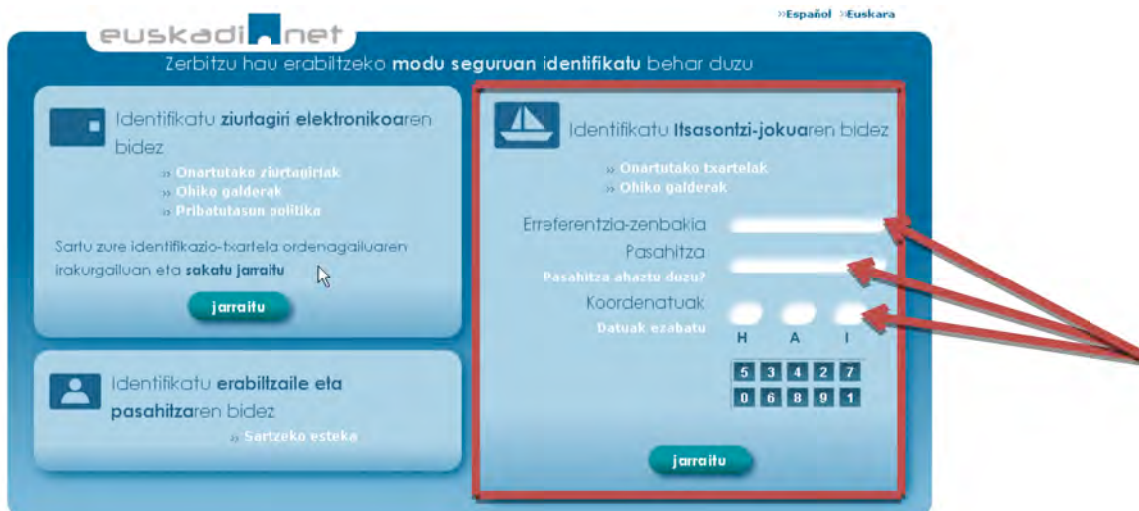 »Español »Euskara
euskadi.net
Zerbitzu hau erabiltzeko modu seguruan identifikatu behar duzu
Identifikatu ziurtagiri elektronikoaren
bidez
» Onartutako ziurtagiriak
» Ohiko galderak
» Pribatutasun politika
Sartu zure identifikazio-txartela ordenagailuaren
irakurgailuan eta sakatu jarraitu
jarraitu
Identifikatu erabiltzaile eta
pasahitzaren bidez
» Sartzeko esteka
Identifikatu Itsasontzi-jokuaren bidez
» Onartutako txartelak
» Ohiko galderak
Erreferentzia-zenbakia
Pasahitza
Pasahitza ahaztu duzu?
Koordenatuak
Datuak ezabatu
H A I
5 3 4 2 7
0 6 8 9 1
jarraitu